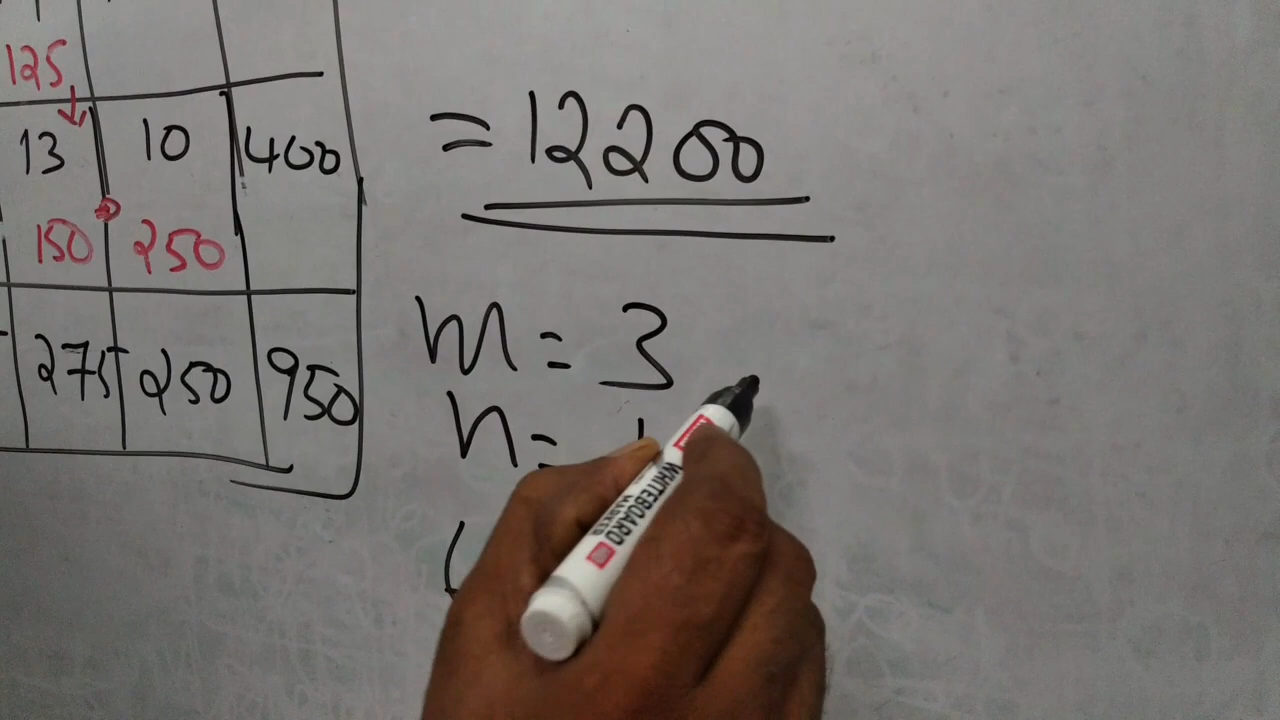 125
13 10 400
150 250
275 250 950
= 12200
m = 3
n =
WHITEBOARD
MARKER